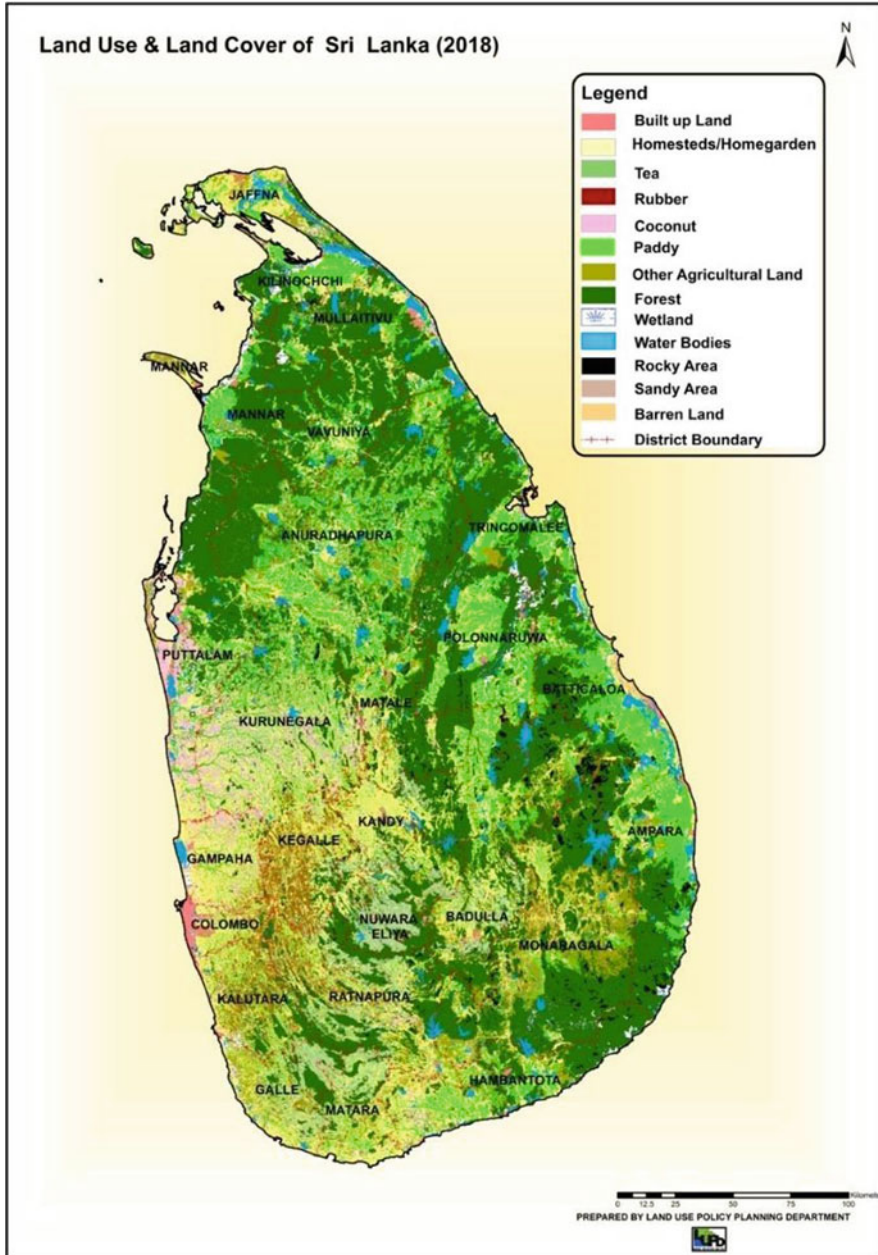 Land Use & Land Cover of Sri Lanka (2018)
N
Legend
Built up Land
Homesteds/Homegarden
Tea
Rubber
Coconut
Paddy
Other Agricultural Land
Forest
Wetland
Water Bodies
Rocky Area
Sandy Area
Barren Land
District Boundary
JAFFNA
KILINOCHCHI
MULLAITIVU
MANNAR
MANNAR
VAVUNIYA
TRINCOMALEE
ANURADHAPURA
POLONNARUWA
PUTTALAM
BATTICALOA
MATALE
KURUNEGALA
KANDY
AMPARA
KEGALLE
GAMPAHA
NUWARA
ELIYA
BADULLA
COLOMBO
MONARAGALA
KALUTARA
RATNAPURA
HAMBANTOTA
GALLE
MATARA
0 12.5 25 50 75 100
PREPARED BY LAND USE POLICY PLANNING DEPARTMENT